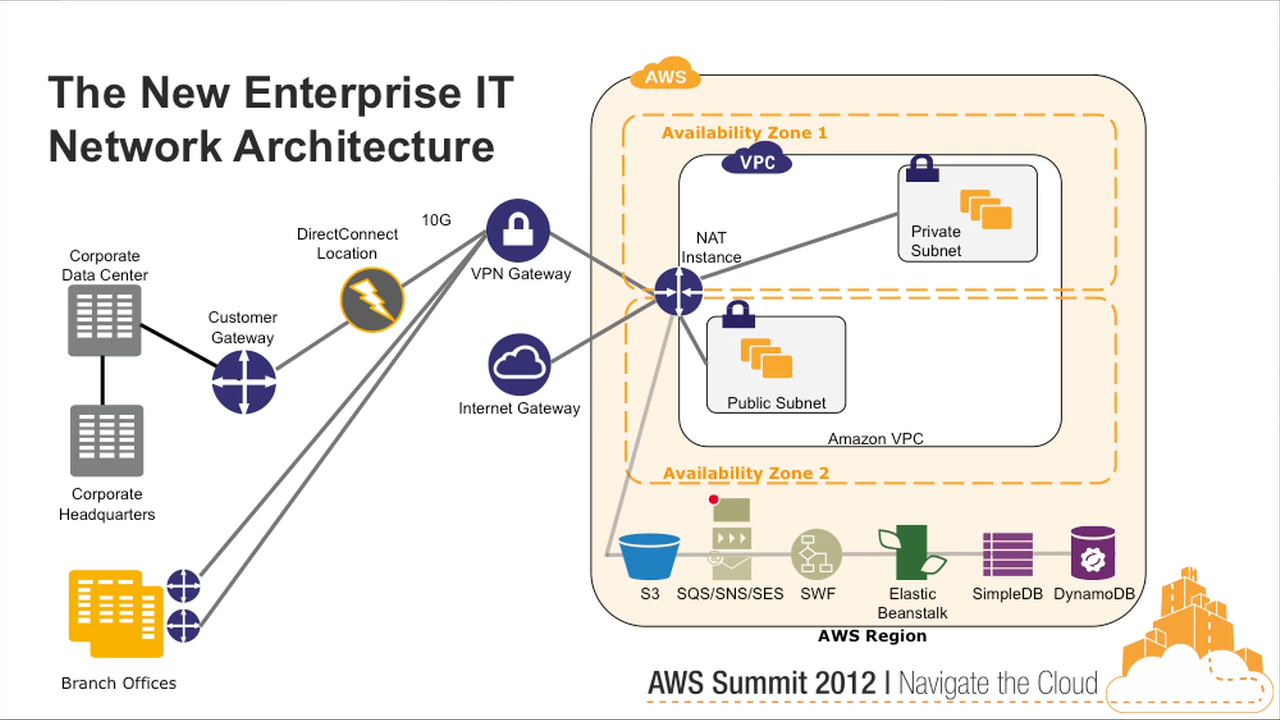 The New Enterprise IT
Network Architecture
AWS
Availability Zone 1
VPC
Private
Subnet
NAT
Instance
10G
DirectConnect
Location
VPN Gateway
Corporate
Data Center
Customer
Gateway
Internet Gateway
Public Subnet
Amazon VPC
Availability Zone 2
Corporate
Headquarters
S3
SQS/SNS/SES
SWF
Elastic
Beanstalk
SimpleDB
DynamoDB
AWS Region
Branch Offices
AWS Summit 2012 | Navigate the Cloud